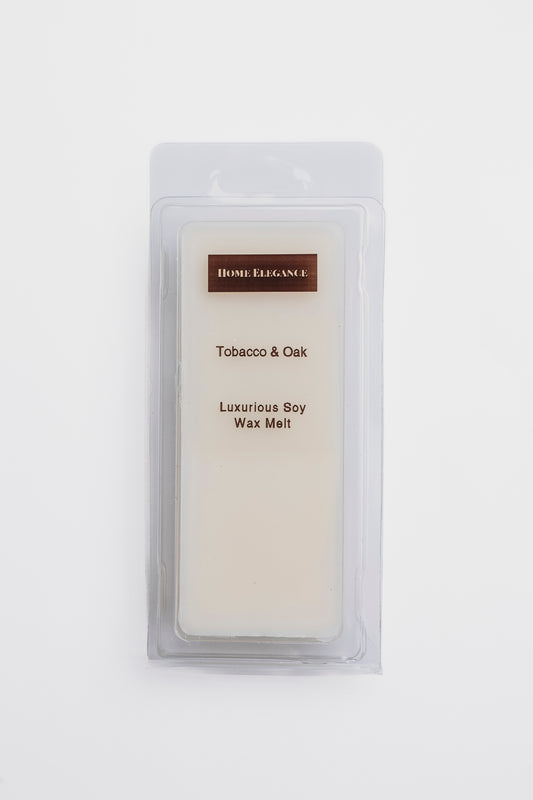 HOME ELEGANCE
Tobacco & Oak
Luxurious Soy
Wax Melt